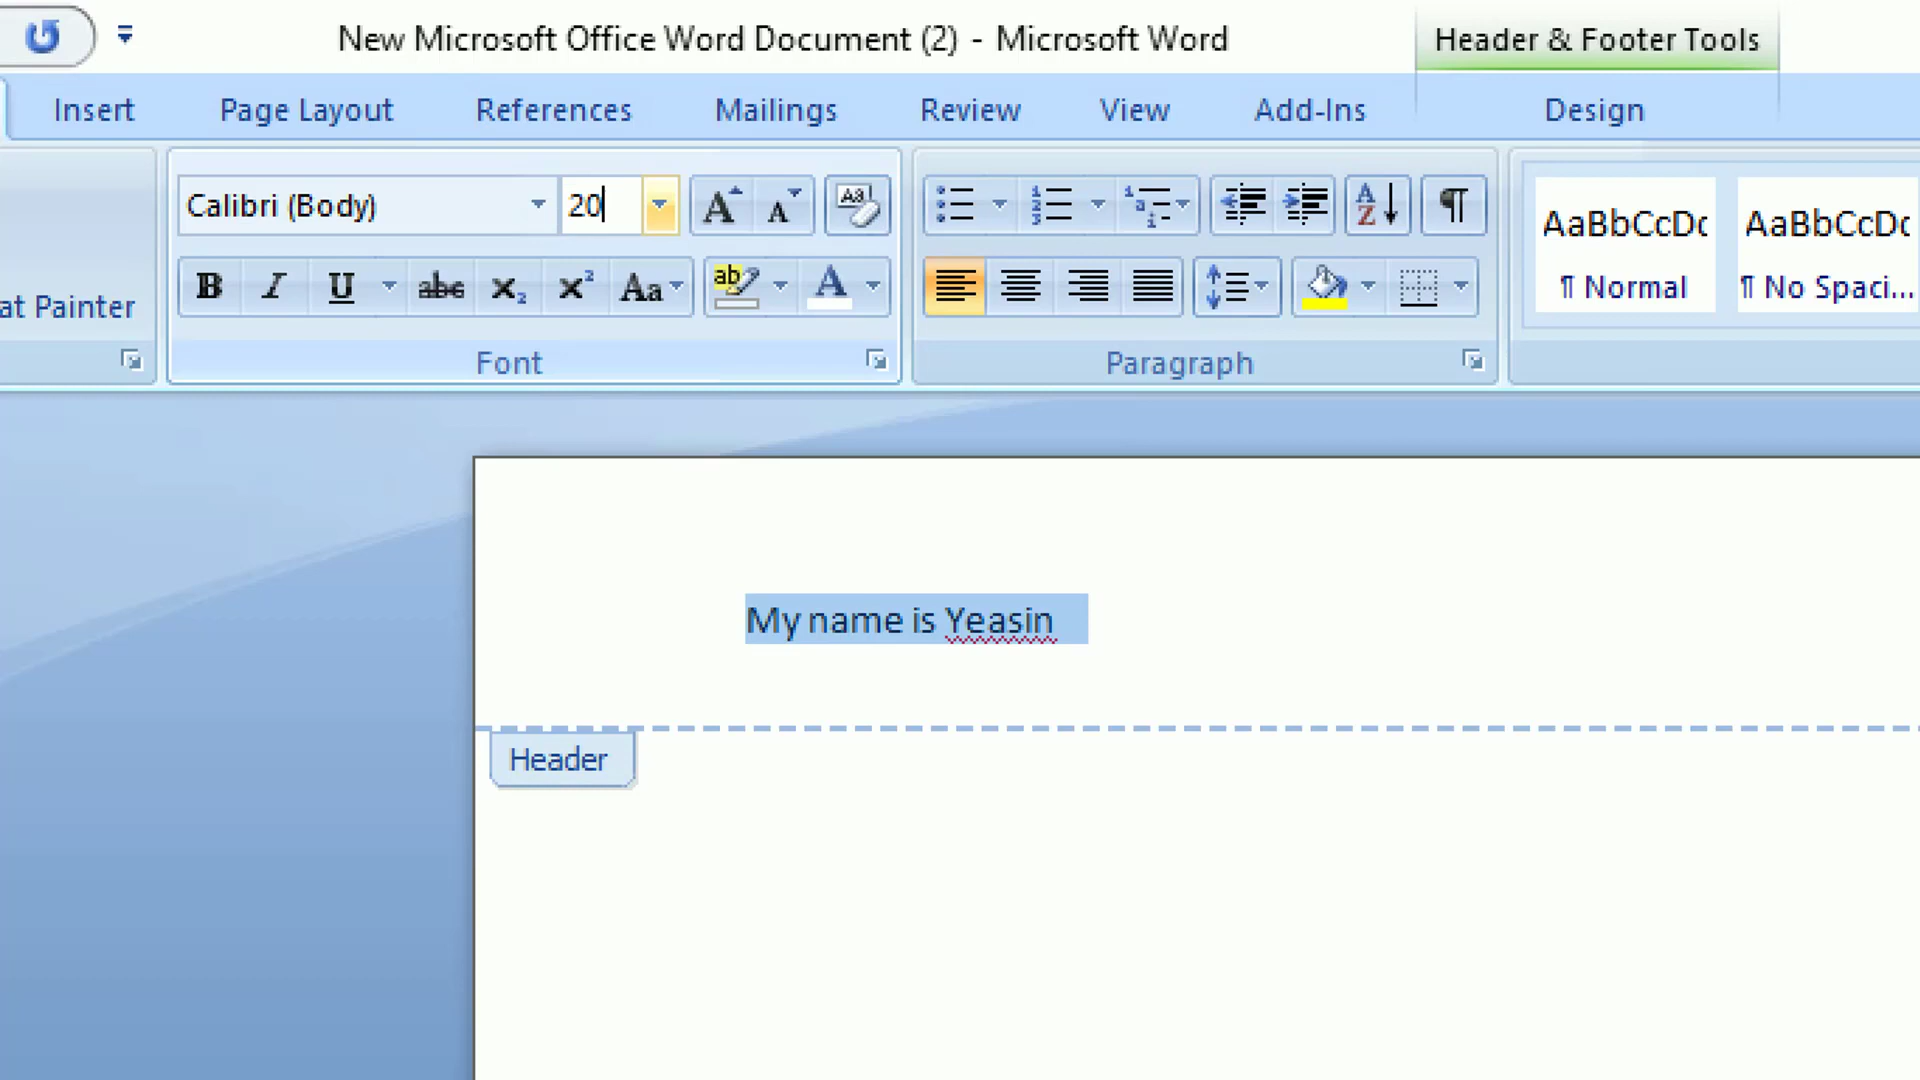 New Microsoft Office Word Document (2) - Microsoft Word
Header & Footer Tools
Insert Page Layout References Mailings Review View Add-Ins Design
Calibri (Body) 20
AaBbCcDc AaBbCcDc
at Painter
¶ Normal ¶ No Spaci...
Font Paragraph
My name is Yeasin
Header